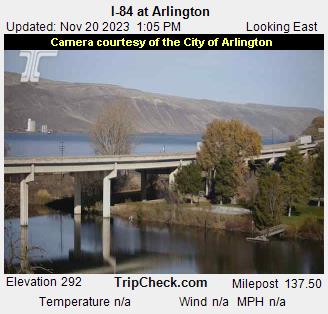 I-84 at Arlington
Updated: Nov 20 2023 1:05 PM Looking East
Camera courtesy of the City of Arlington
Elevation 292 TripCheck.com Milepost 137.50
Temperature n/a Wind n/a MPH n/a